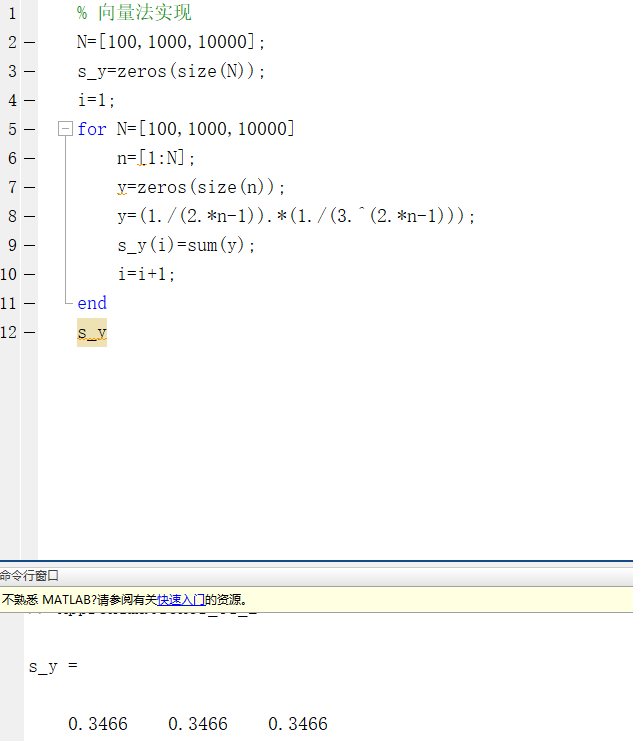 1 % 向量法实现
2 — N=[100,1000,10000];
3 — s_y=zeros(size(N));
4 — i=1;
5 — for N=[100,1000,10000]
6 — n=[1:N];
7 — y=zeros(size(n));
8 — y=(1./(2.*n-1)).*(1./(3.^(2.*n-1)));
9 — s_y(i)=sum(y);
10 — i=i+1;
11 — end
12 — s_y
命令行窗口
不熟悉 MATLAB?请参阅有关快速入门的资源。
s_y =
0.3466 0.3466 0.3466